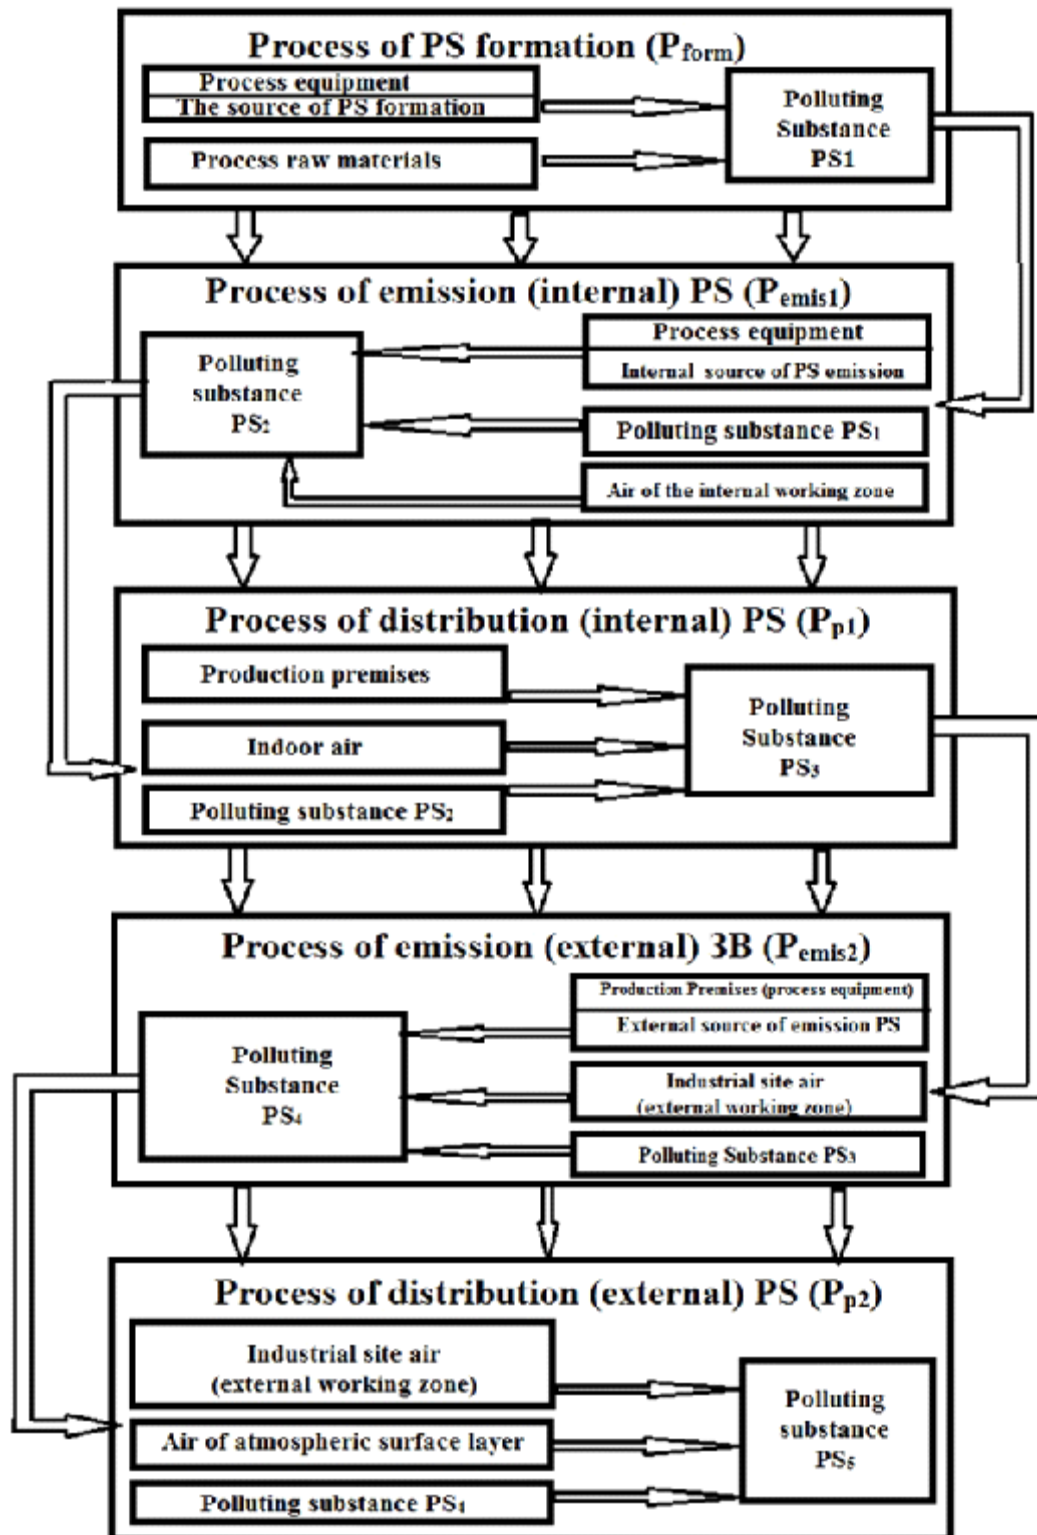 Process of PS formation (Pform)
Process equipment
The source of PS formation
Process raw materials
Polluting
Substance
PS1
Process of emission (internal) PS (Pemis1)
Polluting
substance
PS2
Process equipment
Internal source of PS emission
Polluting substance PS1
Air of the internal working zone
Process of distribution (internal) PS (Pp1)
Production premises
Indoor air
Polluting substance PS2
Polluting
Substance
PS3
Process of emission (external) 3B (Pemis2)
Polluting
Substance
PS4
Production Premises (process equipment)
External source of emission PS
Industrial site air
(external working zone)
Polluting Substance PS3
Process of distribution (external) PS (Pp2)
Industrial site air
(external working zone)
Air of atmospheric surface layer
Polluting substance PS4
Polluting
substance
PS5